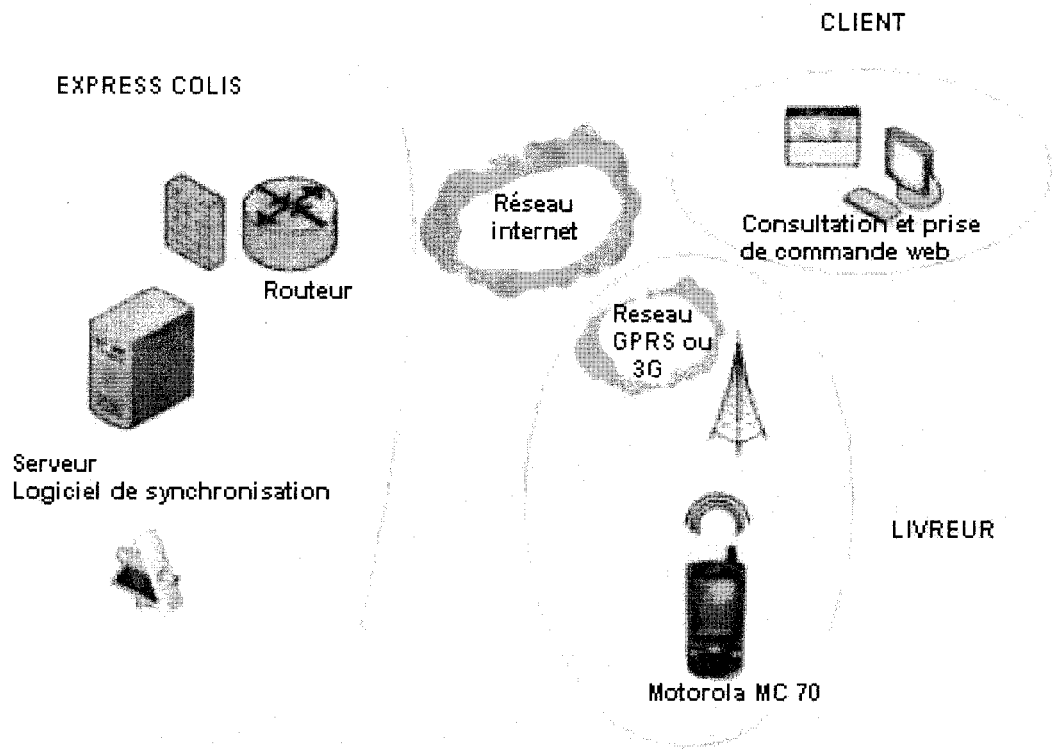 CLIENT
EXPRESS COLIS
Réseau
internet
Consultation et prise
de commande web
Routeur
Reseau
GPRS ou
3G
Serveur
Logiciel de synchronisation
LIVREUR
Motorola MC 70